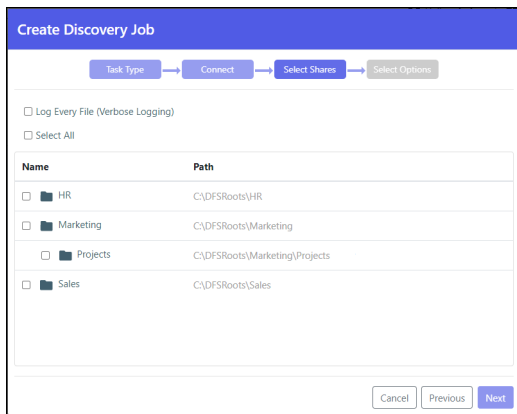 Create Discovery Job
Task Type Connect Select Shares Select Options
Log Every File (Verbose Logging)
Select All
Name Path
HR C:\DFSRoots\HR
Marketing C:\DFSRoots\Marketing
Projects C:\DFSRoots\Marketing\Projects
Sales C:\DFSRoots\Sales
Cancel Previous Next